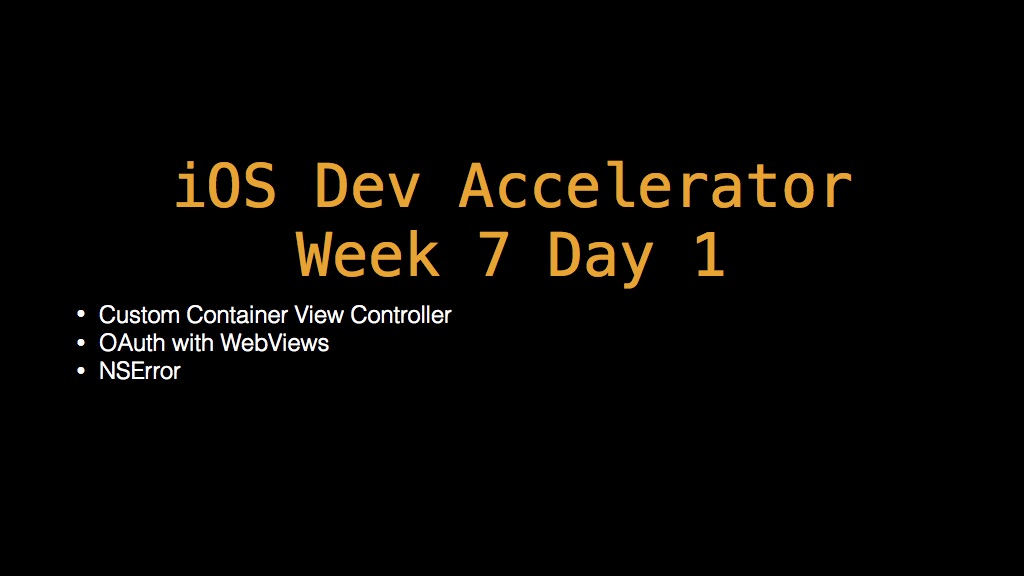 iOS Dev Accelerator
Week 7 Day 1
• Custom Container View Controller
• OAuth with WebViews
• NSError